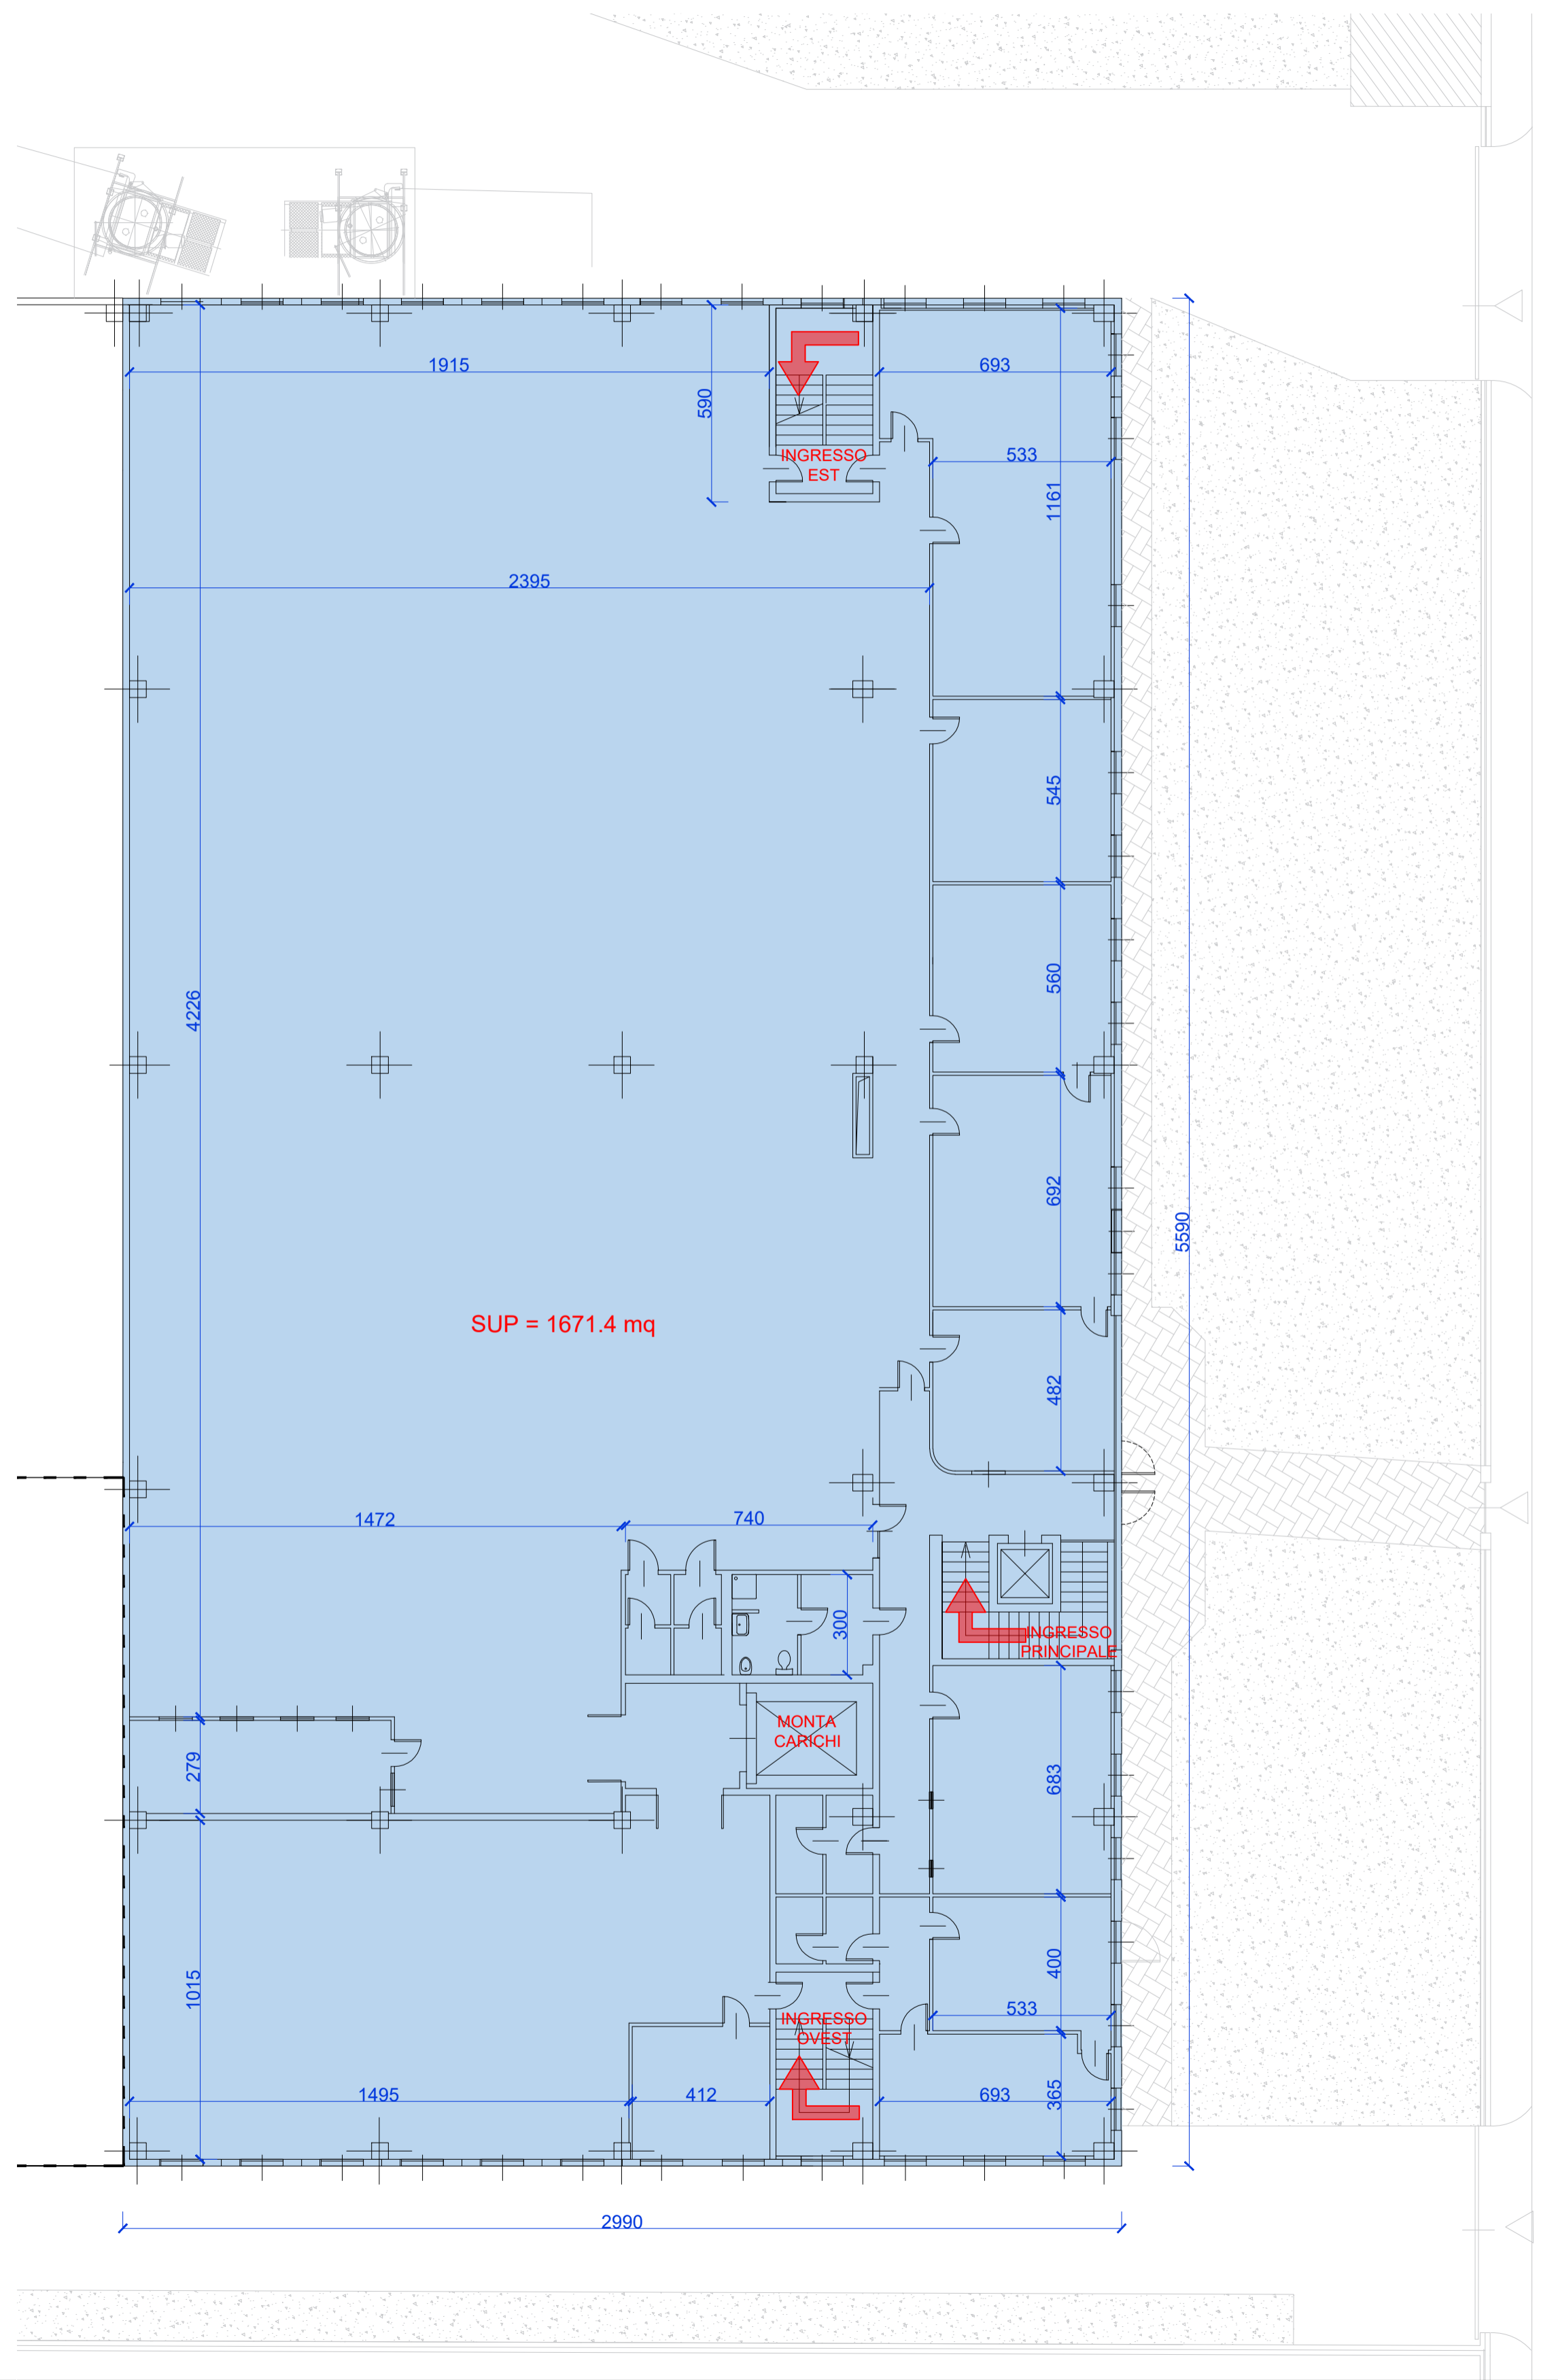 1915
693
590
INGRESSO
EST
533
1161
2395
545
560
4226
692
5590
SUP = 1671.4 mq
482
1472
740
300
INGRESSO
PRINCIPALE
MONTA
CARICHI
279
683
400
1015
533
INGRESSO
OVEST
1495
412
693
365
2990